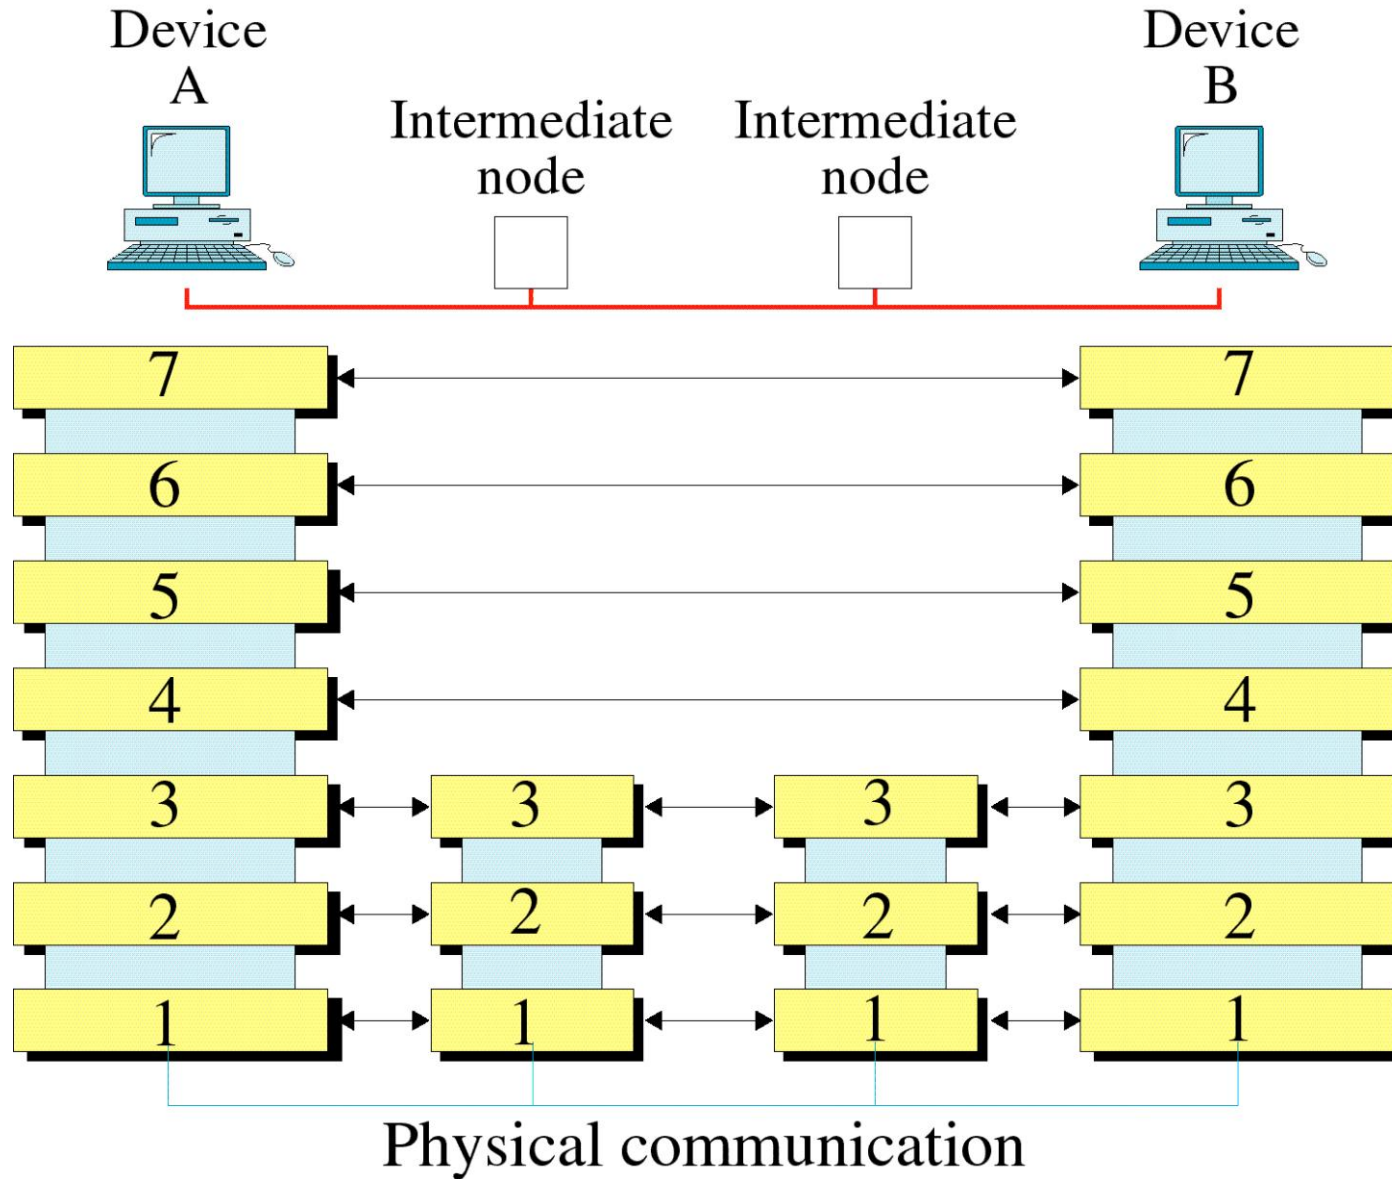 Device
A
Device
B
Intermediate
node
Intermediate
node
7
7
6
6
5
5
4
4
3
3
3
3
2
2
2
2
1
1
1
1
Physical communication